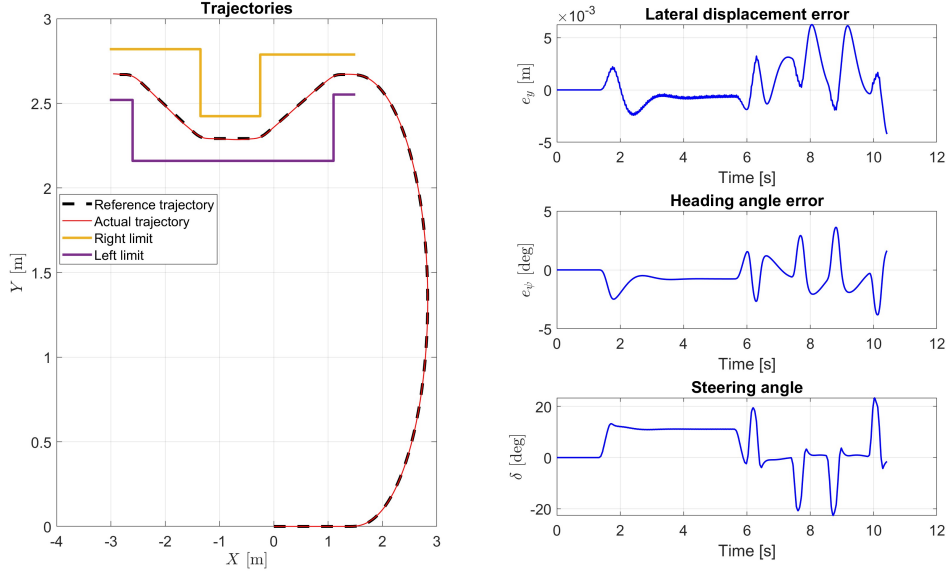 Trajectories
3
2.5
2
1.5
1
0.5
0
Y [m]
-4 -3 -2 -1 0 1 2 3
X [m]
Reference trajectory
Actual trajectory
Right limit
Left limit
×10⁻³
Lateral displacement error
5
0
-5
e_y [m]
0 2 4 6 8 10 12
Time [s]
Heading angle error
5
0
-5
e_ψ [deg]
0 2 4 6 8 10 12
Time [s]
Steering angle
20
0
-20
δ [deg]
0 2 4 6 8 10 12
Time [s]